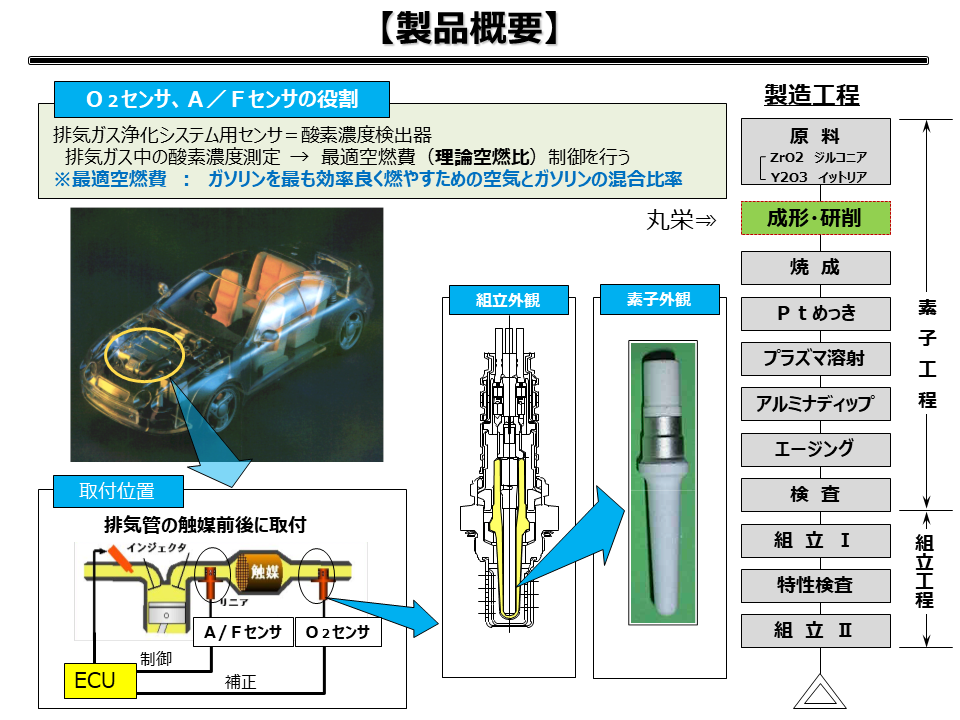 【製品概要】
O2センサ、A／Fセンサの役割
排気ガス浄化システム用センサ＝酸素濃度検出器
排気ガス中の酸素濃度測定 → 最適空燃費（理論空燃比）制御を行う
※最適空燃費 ： ガソリンを最も効率良く燃やすための空気とガソリンの混合比率
丸栄⇒
製造工程
原 料
ZrO2 ジルコニア
Y2O3 イットリア
成形・研削
焼 成
Ｐｔめっき
プラズマ溶射
アルミナディップ
エージング
検 査
組 立 Ⅰ
特性検査
組 立 Ⅱ
素子工程
組立工程
組立外観
素子外観
取付位置
排気管の触媒前後に取付
インジェクタ
触媒
リニア
A/Fセンサ
O2センサ
制御
補正
ECU